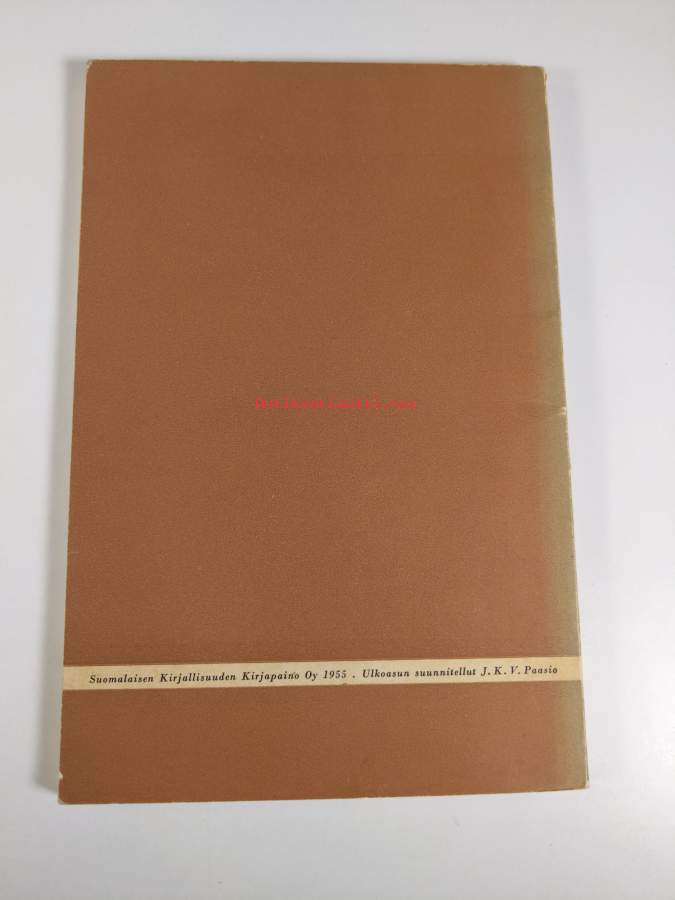 Suomalaisen Kirjallisuuden Kirjapaino Oy 1955 . Ulkoasun suunnitellut J. K. V. Paasio